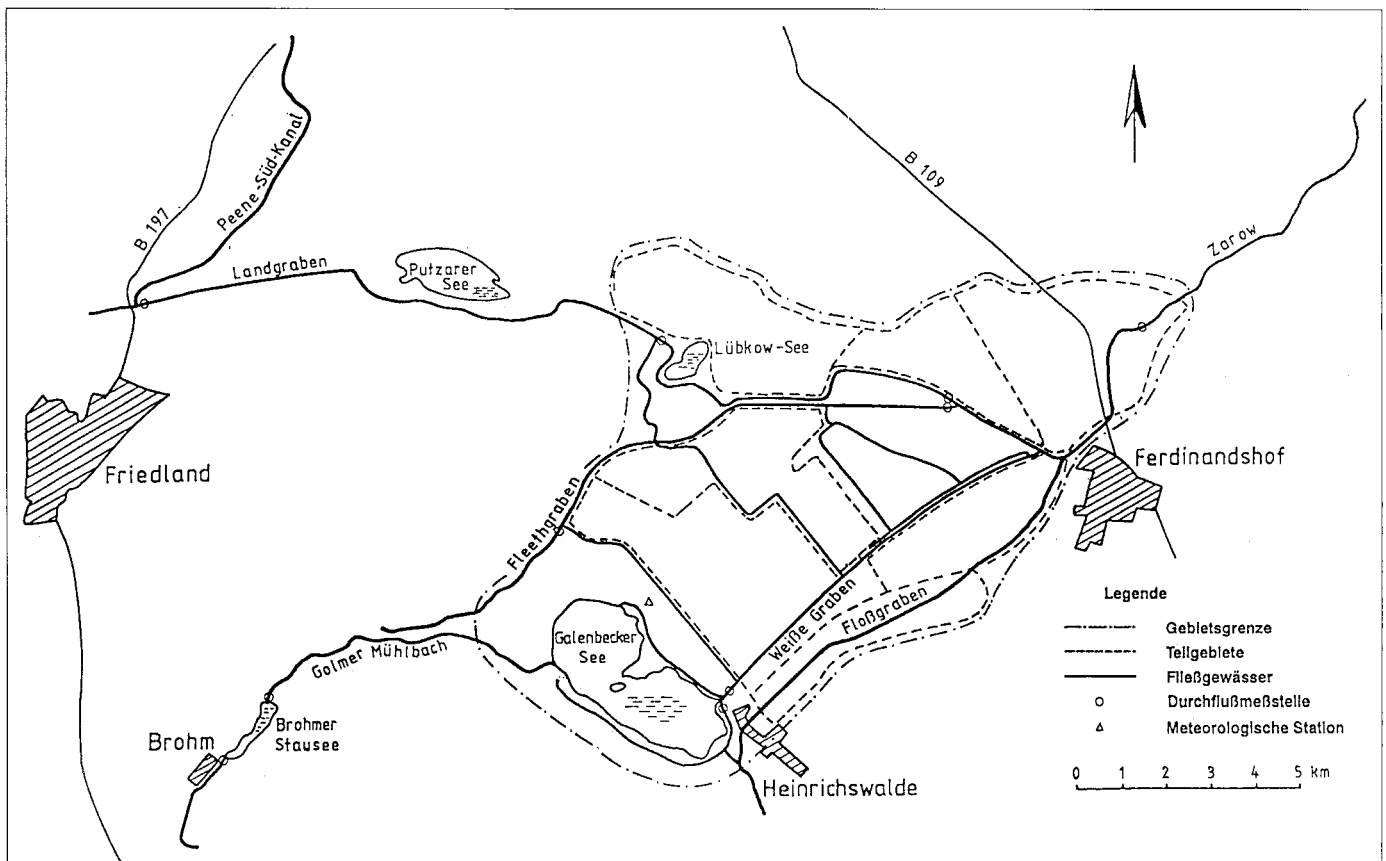 B 197
Peene-Süd-Kanal
B 109
Zarow
Landgraben
Putzarer
See
Lübkow-See
Friedland
Ferdinandshof
Fleethgraben
Weiße Graben
Floßgraben
Galenbecker
See
Golmer Mühlbach
Brohmer
Stausee
Brohm
Heinrichswalde
Legende
Gebietsgrenze
Teilgebiete
Fließgewässer
Durchflußmeßstelle
Meteorologische Station
0 1 2 3 4 5 km